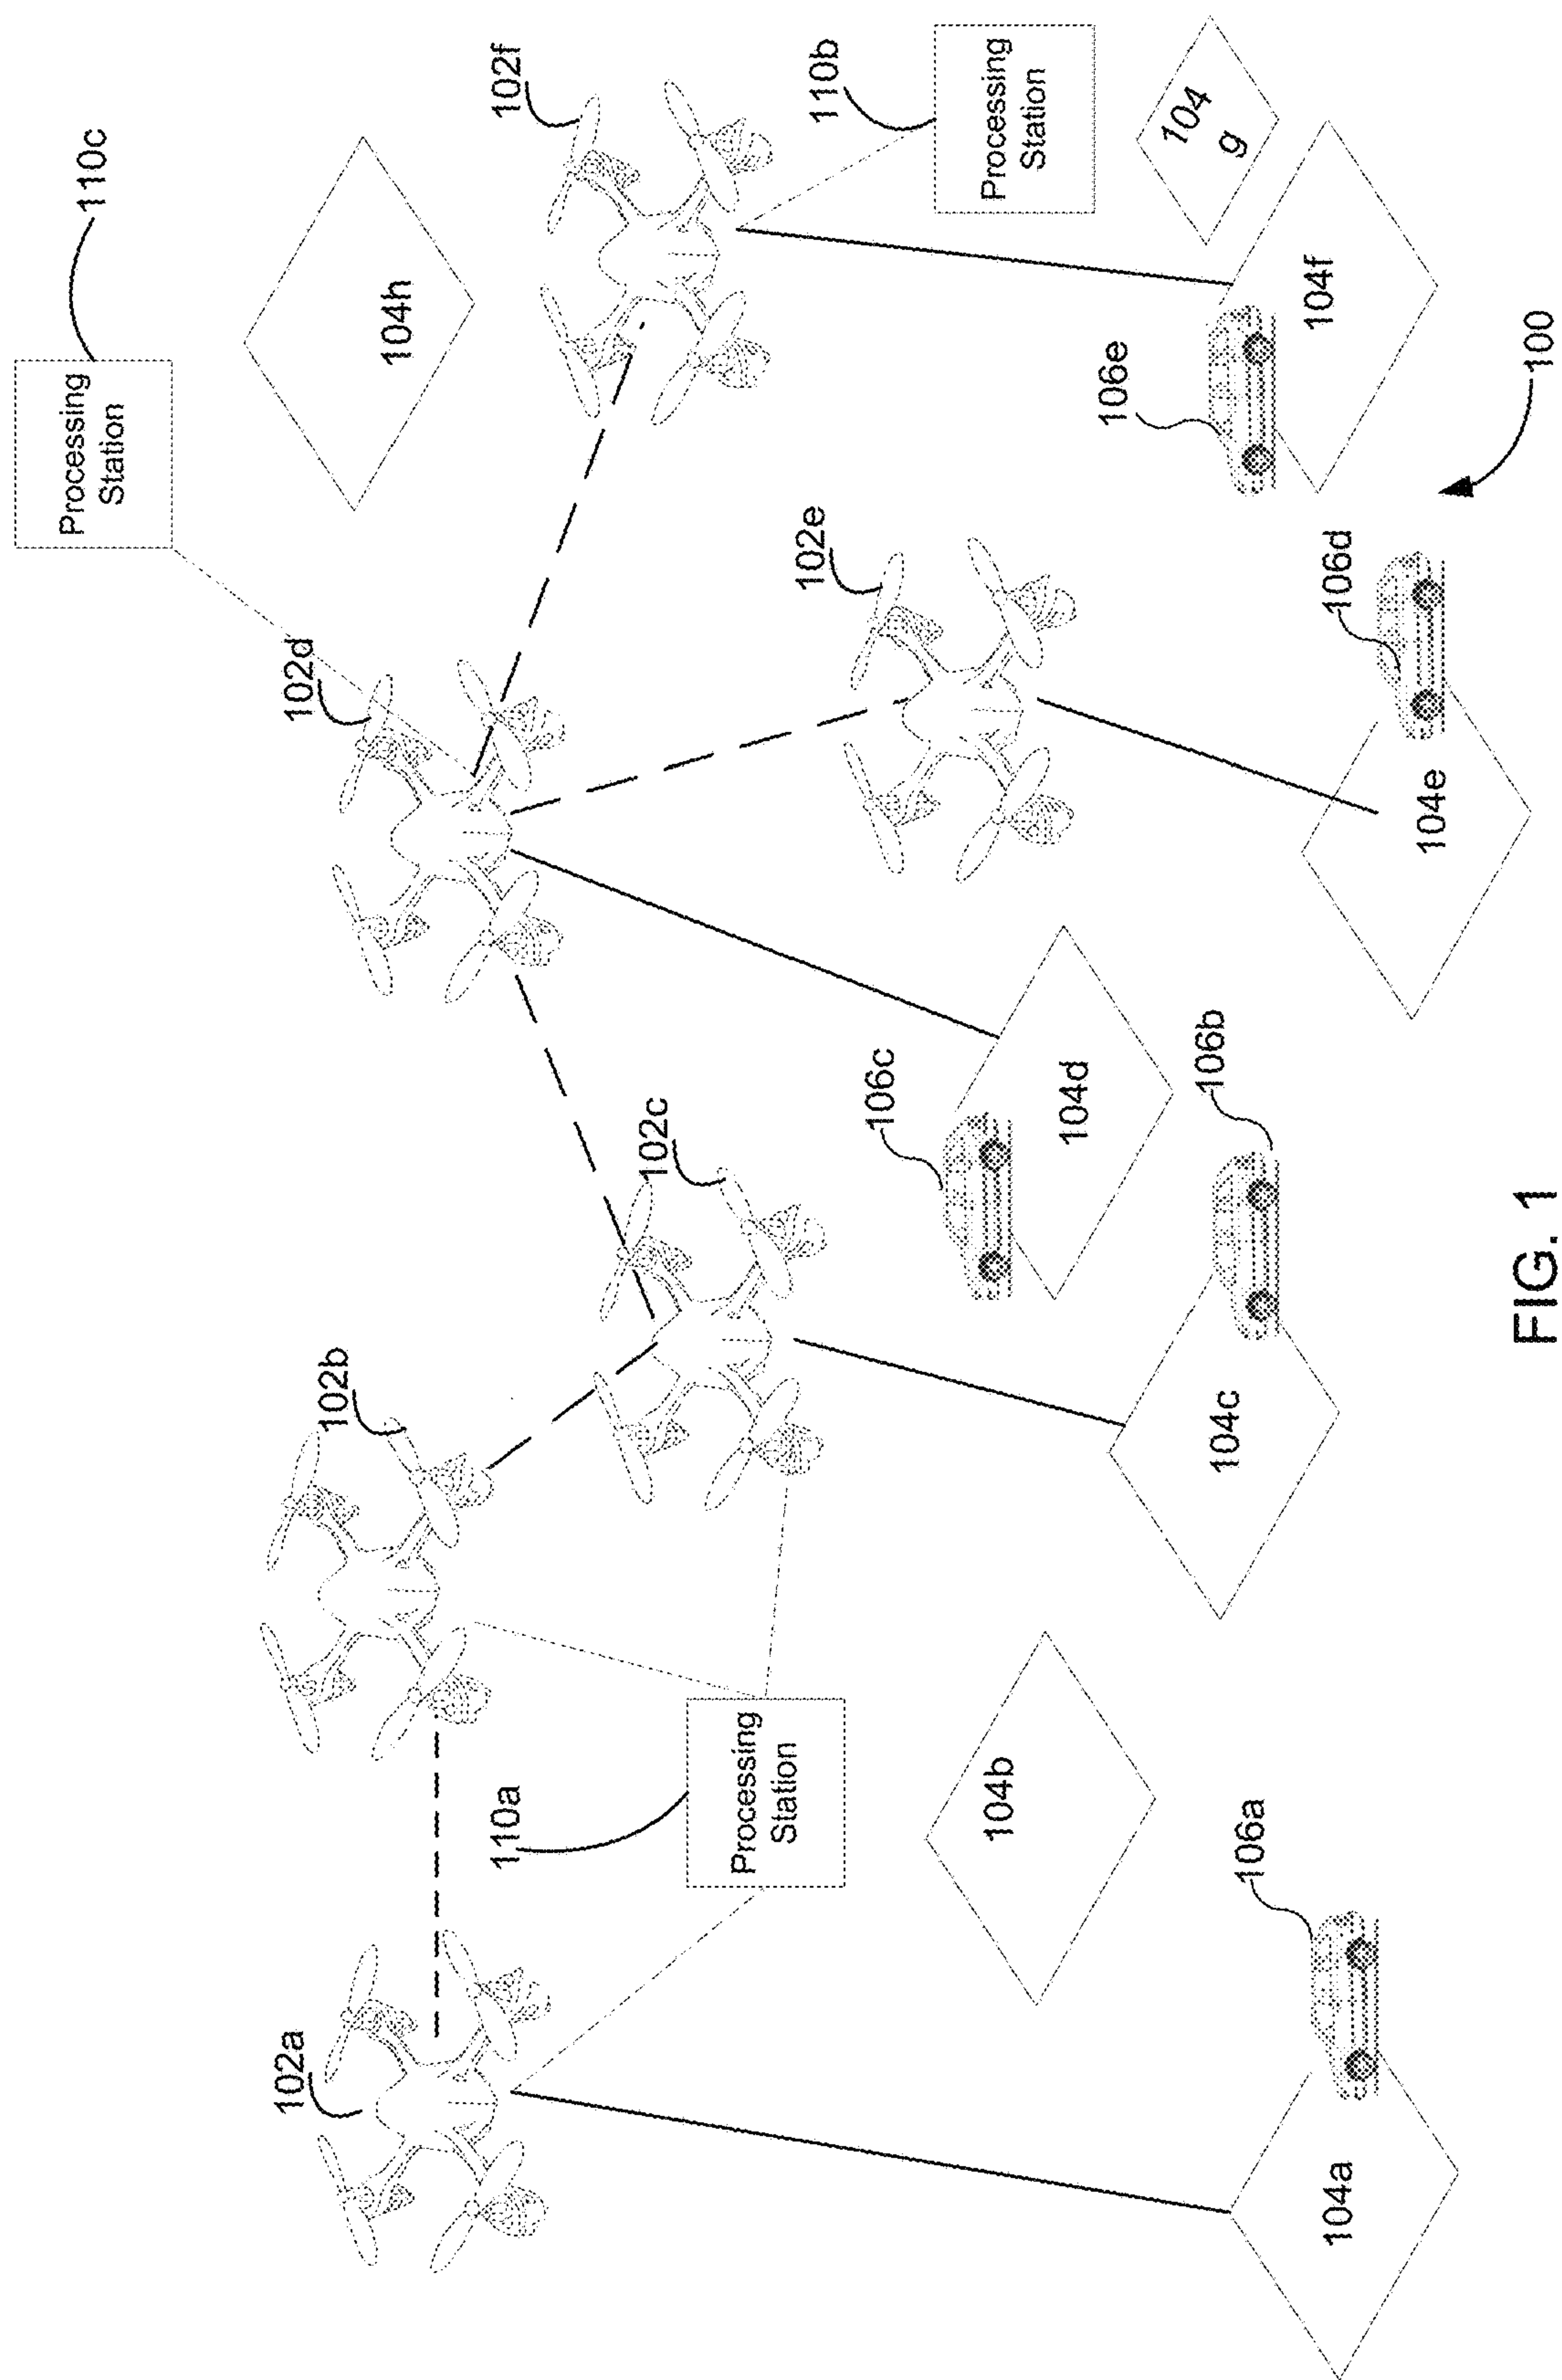 110c
Processing
Station
104h
102f
102d
102b
102a
102e
102c
110b
Processing
Station
104
g
110a
Processing
Station
106e
104f
106c
104d
104b
106d
104e
106b
104c
106a
104a
100
FIG. 1